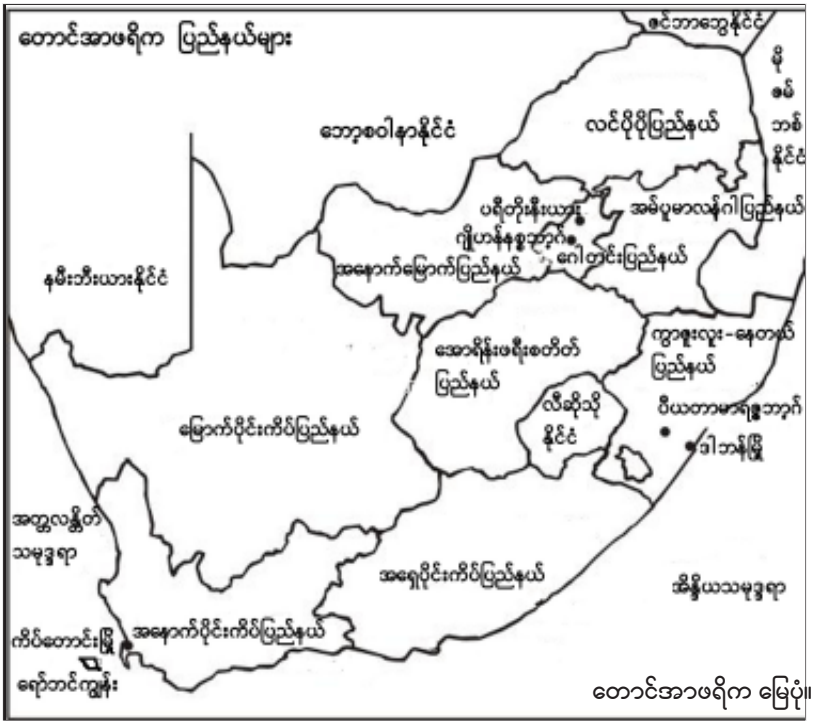 ဇင်ဘာဘွေနိုင်ငံ
တောင်အာဖရိက ပြည်နယ်များ
မို
ဇမ်
ဘစ်
နိုင်ငံ
ဘော့စဝါနာနိုင်ငံ
လင်ပိုပိုပြည်နယ်
ပရီတိုးနီးယား
အမ်ပူမာလန်ဂါပြည်နယ်
ဂျိုဟန်နစ္စဘာ့ဂ်
ဂေါ်တင်းပြည်နယ်
အနောက်မြောက်ပြည်နယ်
နမီးဘီးယားနိုင်ငံ
ကွာဇူးလူး-နေတယ်
ပြည်နယ်
အောရိန်းဖရီးစတိတ်
ပြည်နယ်
လီဆိုသို
နိုင်ငံ
ပီယတာမာရစ္ဇဘာ့ဂ်
ဒါဘန်မြို့
မြောက်ပိုင်းကိပ်ပြည်နယ်
အတ္တလန္တိတ်
သမုဒ္ဒရာ
အရှေ့ပိုင်းကိပ်ပြည်နယ်
အိန္ဒိယသမုဒ္ဒရာ
ကိပ်တောင်းမြို့
အနောက်ပိုင်းကိပ်ပြည်နယ်
ရော်ဘင်ကျွန်း
တောင်အာဖရိက မြေပုံ။